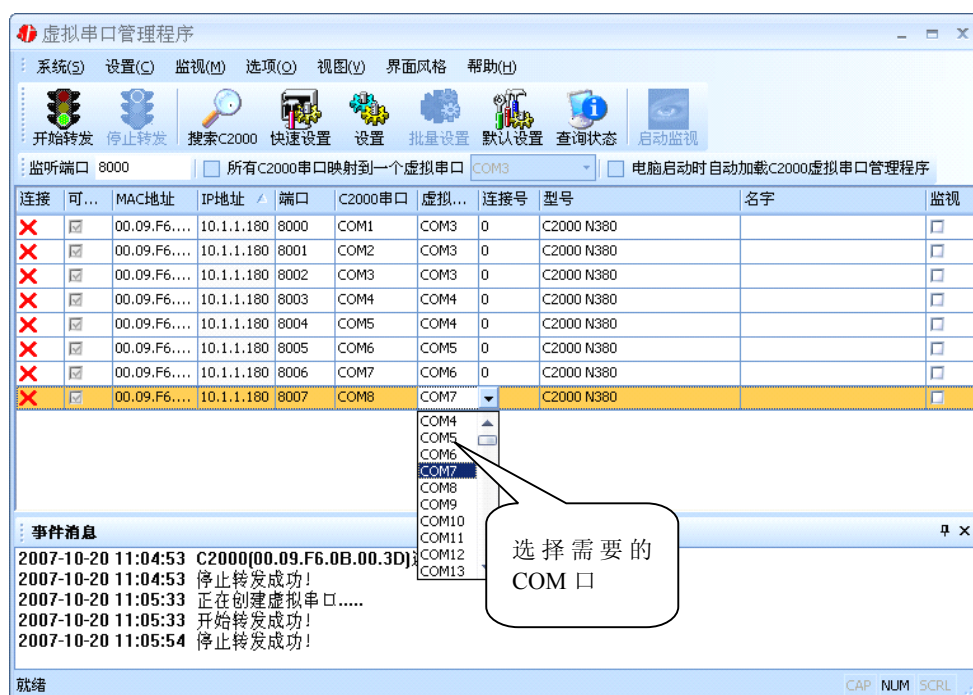 虚拟串口管理程序
系统(S) 设置(C) 监视(M) 选项(O) 视图(V) 界面风格 帮助(H)
开始转发 停止转发 搜索C2000 快速设置 设置 批量设置 默认设置 查询状态 启动监视
监听端口 8000 所有C2000串口映射到一个虚拟串口 COM3 电脑启动时自动加载C2000虚拟串口管理程序
连接 可... MAC地址 IP地址 端口 C2000串口 虚拟... 连接号 型号 名字 监视
00.09.F6.... 10.1.1.180 8000 COM1 COM3 0 C2000 N380
00.09.F6.... 10.1.1.180 8001 COM2 COM3 0 C2000 N380
00.09.F6.... 10.1.1.180 8002 COM3 COM3 0 C2000 N380
00.09.F6.... 10.1.1.180 8003 COM4 COM4 0 C2000 N380
00.09.F6.... 10.1.1.180 8004 COM5 COM4 0 C2000 N380
00.09.F6.... 10.1.1.180 8005 COM6 COM5 0 C2000 N380
00.09.F6.... 10.1.1.180 8006 COM7 COM6 0 C2000 N380
00.09.F6.... 10.1.1.180 8007 COM8 COM7 C2000 N380
COM4
COM5
COM6
COM7
COM8
COM9
COM10
COM11
COM12
COM13
选择需要的
COM 口
事件消息
2007-10-20 11:04:53 C2000(00.09.F6.0B.00.3D)
2007-10-20 11:04:53 停止转发成功!
2007-10-20 11:05:33 正在创建虚拟串口.....
2007-10-20 11:05:33 开始转发成功!
2007-10-20 11:05:54 停止转发成功!
就绪 CAP NUM SCRL